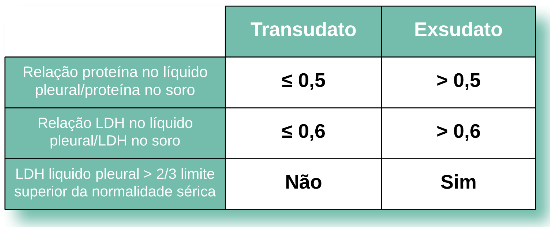 Transudato Exsudato
Relação proteína no líquido
pleural/proteína no soro
≤ 0,5 > 0,5
Relação LDH no líquido
pleural/LDH no soro
≤ 0,6 > 0,6
LDH liquido pleural > 2/3 limite
superior da normalidade sérica
Não Sim